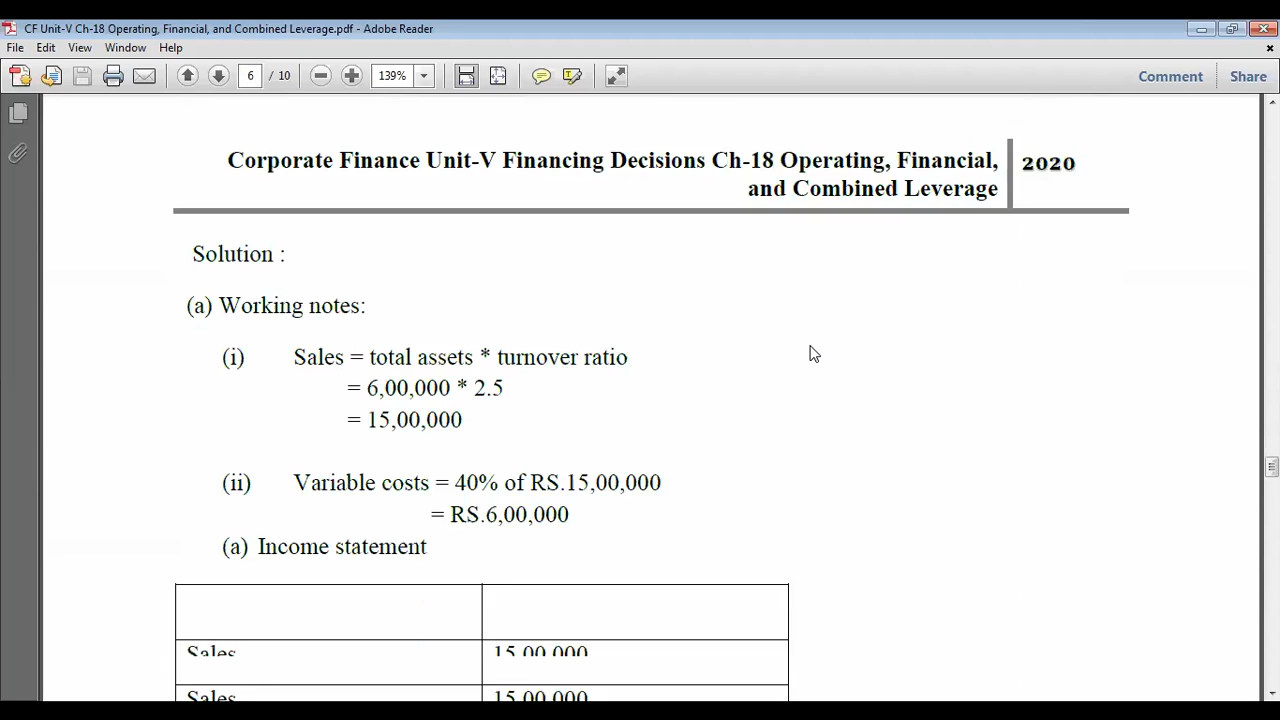 CF Unit-V Ch-18 Operating, Financial, and Combined Leverage.pdf - Adobe Reader
File Edit View Window Help
6 / 10 139% Comment Share
Corporate Finance Unit-V Financing Decisions Ch-18 Operating, Financial,
and Combined Leverage
2020
Solution :
(a) Working notes:
(i) Sales = total assets * turnover ratio
= 6,00,000 * 2.5
= 15,00,000
(ii) Variable costs = 40% of RS.15,00,000
= RS.6,00,000
(a) Income statement
Sales 15,00,000
Sales 15,00,000